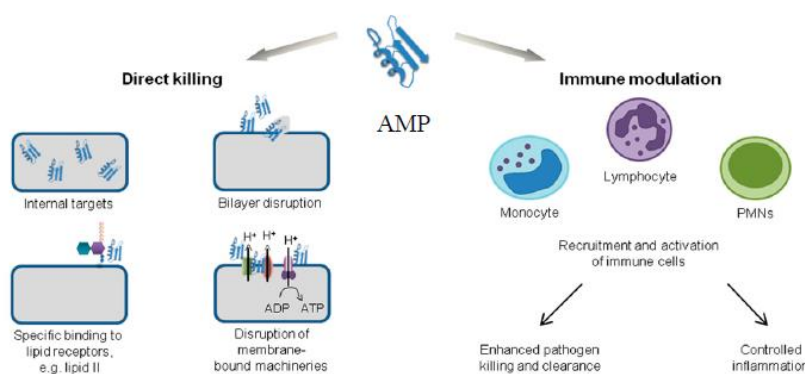 Direct killing
AMP
Immune modulation
Internal targets
Bilayer disruption
Monocyte
Lymphocyte
PMNs
Specific binding to
lipid receptors,
e.g. lipid II
H+ H+ H+
ADP ATP
Disruption of
membrane-
bound machineries
Recruitment and activation
of immune cells
Enhanced pathogen
killing and clearance
Controlled
inflammation